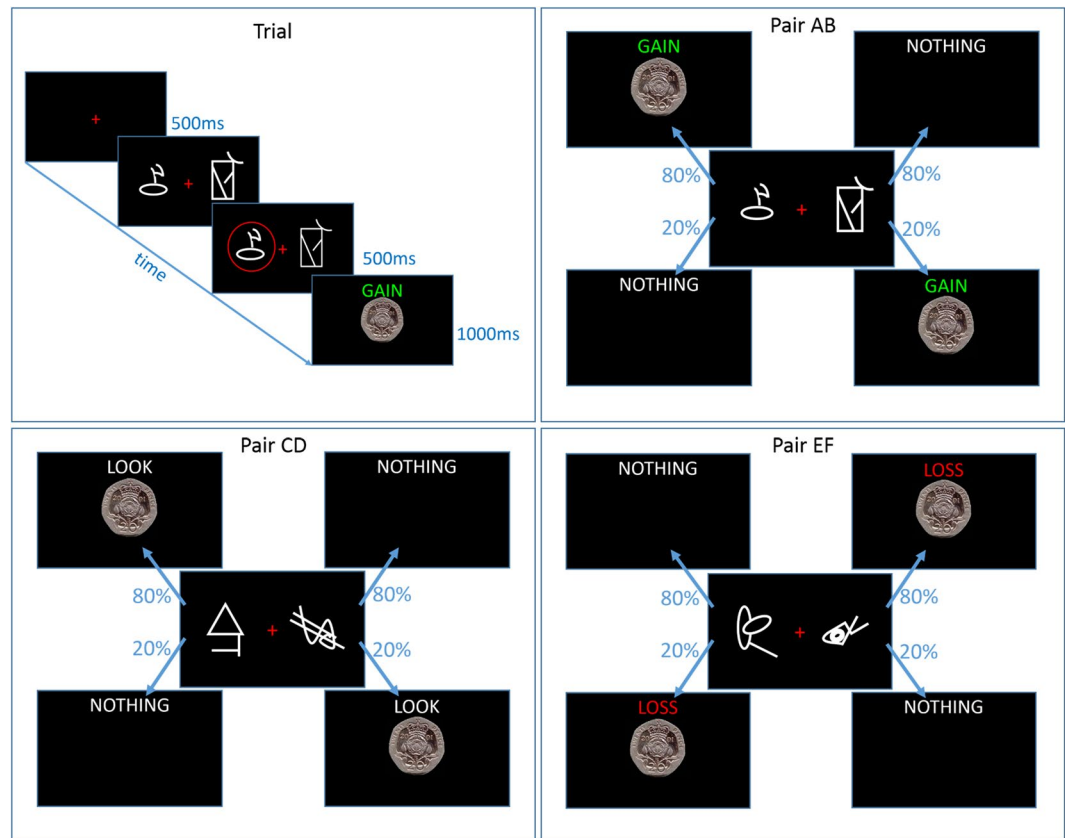 Trial
+
500ms
+
+
500ms
GAIN
1000ms
time
Pair AB
GAIN
NOTHING
80%
80%
+
20%
20%
NOTHING
GAIN
Pair CD
LOOK
NOTHING
80%
80%
+
20%
20%
NOTHING
LOOK
Pair EF
NOTHING
LOSS
80%
80%
+
20%
20%
LOSS
NOTHING